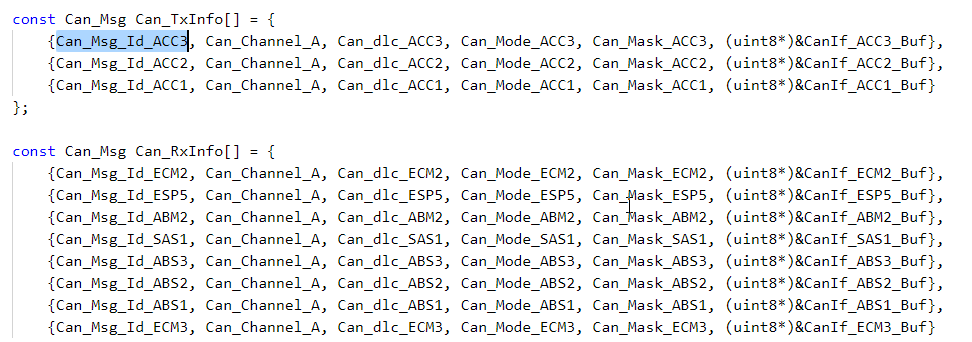 const Can_Msg Can_TxInfo[] = {
{Can_Msg_Id_ACC3, Can_Channel_A, Can_dlc_ACC3, Can_Mode_ACC3, Can_Mask_ACC3, (uint8*)&CanIf_ACC3_Buf},
{Can_Msg_Id_ACC2, Can_Channel_A, Can_dlc_ACC2, Can_Mode_ACC2, Can_Mask_ACC2, (uint8*)&CanIf_ACC2_Buf},
{Can_Msg_Id_ACC1, Can_Channel_A, Can_dlc_ACC1, Can_Mode_ACC1, Can_Mask_ACC1, (uint8*)&CanIf_ACC1_Buf}
};
const Can_Msg Can_RxInfo[] = {
{Can_Msg_Id_ECM2, Can_Channel_A, Can_dlc_ECM2, Can_Mode_ECM2, Can_Mask_ECM2, (uint8*)&CanIf_ECM2_Buf},
{Can_Msg_Id_ESP5, Can_Channel_A, Can_dlc_ESP5, Can_Mode_ESP5, Can_Mask_ESP5, (uint8*)&CanIf_ESP5_Buf},
{Can_Msg_Id_ABM2, Can_Channel_A, Can_dlc_ABM2, Can_Mode_ABM2, Can_Mask_ABM2, (uint8*)&CanIf_ABM2_Buf},
{Can_Msg_Id_SAS1, Can_Channel_A, Can_dlc_SAS1, Can_Mode_SAS1, Can_Mask_SAS1, (uint8*)&CanIf_SAS1_Buf},
{Can_Msg_Id_ABS3, Can_Channel_A, Can_dlc_ABS3, Can_Mode_ABS3, Can_Mask_ABS3, (uint8*)&CanIf_ABS3_Buf},
{Can_Msg_Id_ABS2, Can_Channel_A, Can_dlc_ABS2, Can_Mode_ABS2, Can_Mask_ABS2, (uint8*)&CanIf_ABS2_Buf},
{Can_Msg_Id_ABS1, Can_Channel_A, Can_dlc_ABS1, Can_Mode_ABS1, Can_Mask_ABS1, (uint8*)&CanIf_ABS1_Buf},
{Can_Msg_Id_ECM3, Can_Channel_A, Can_dlc_ECM3, Can_Mode_ECM3, Can_Mask_ECM3, (uint8*)&CanIf_ECM3_Buf}